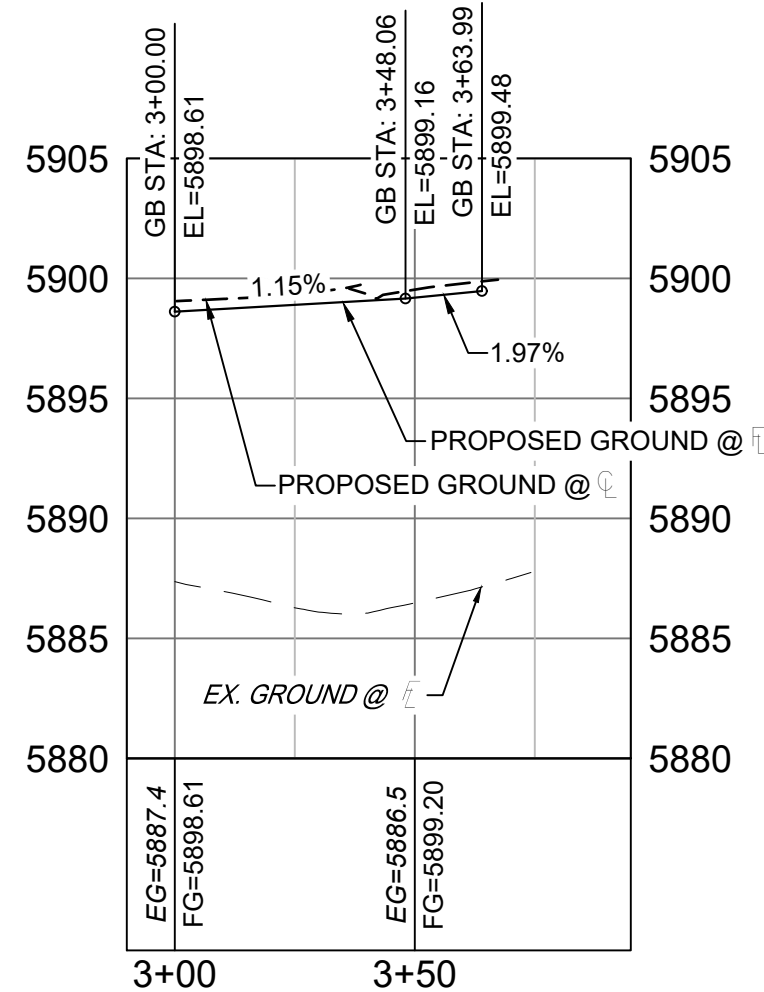 GB STA: 3+00.00
EL=5898.61
GB STA: 3+48.06
EL=5899.16
GB STA: 3+63.99
EL=5899.48
5905
5905
5900
1.15%
5900
1.97%
5895
5895
PROPOSED GROUND @ FL
PROPOSED GROUND @ CL
5890
5890
5885
5885
EX. GROUND @ FL
5880
5880
EG=5887.4
FG=5898.61
EG=5886.5
FG=5899.20
3+00
3+50